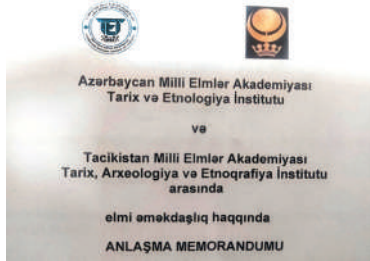 Azərbaycan Milli Elmlər Akademiyası
Tarix və Etnologiya İnstitutu
və
Tacikistan Milli Elmlər Akademiyası
Tarix, Arxeologiya və Etnoqrafiya İnstitutu
arasında
elmi əməkdaşlıq haqqında
ANLAŞMA MEMORANDUMU